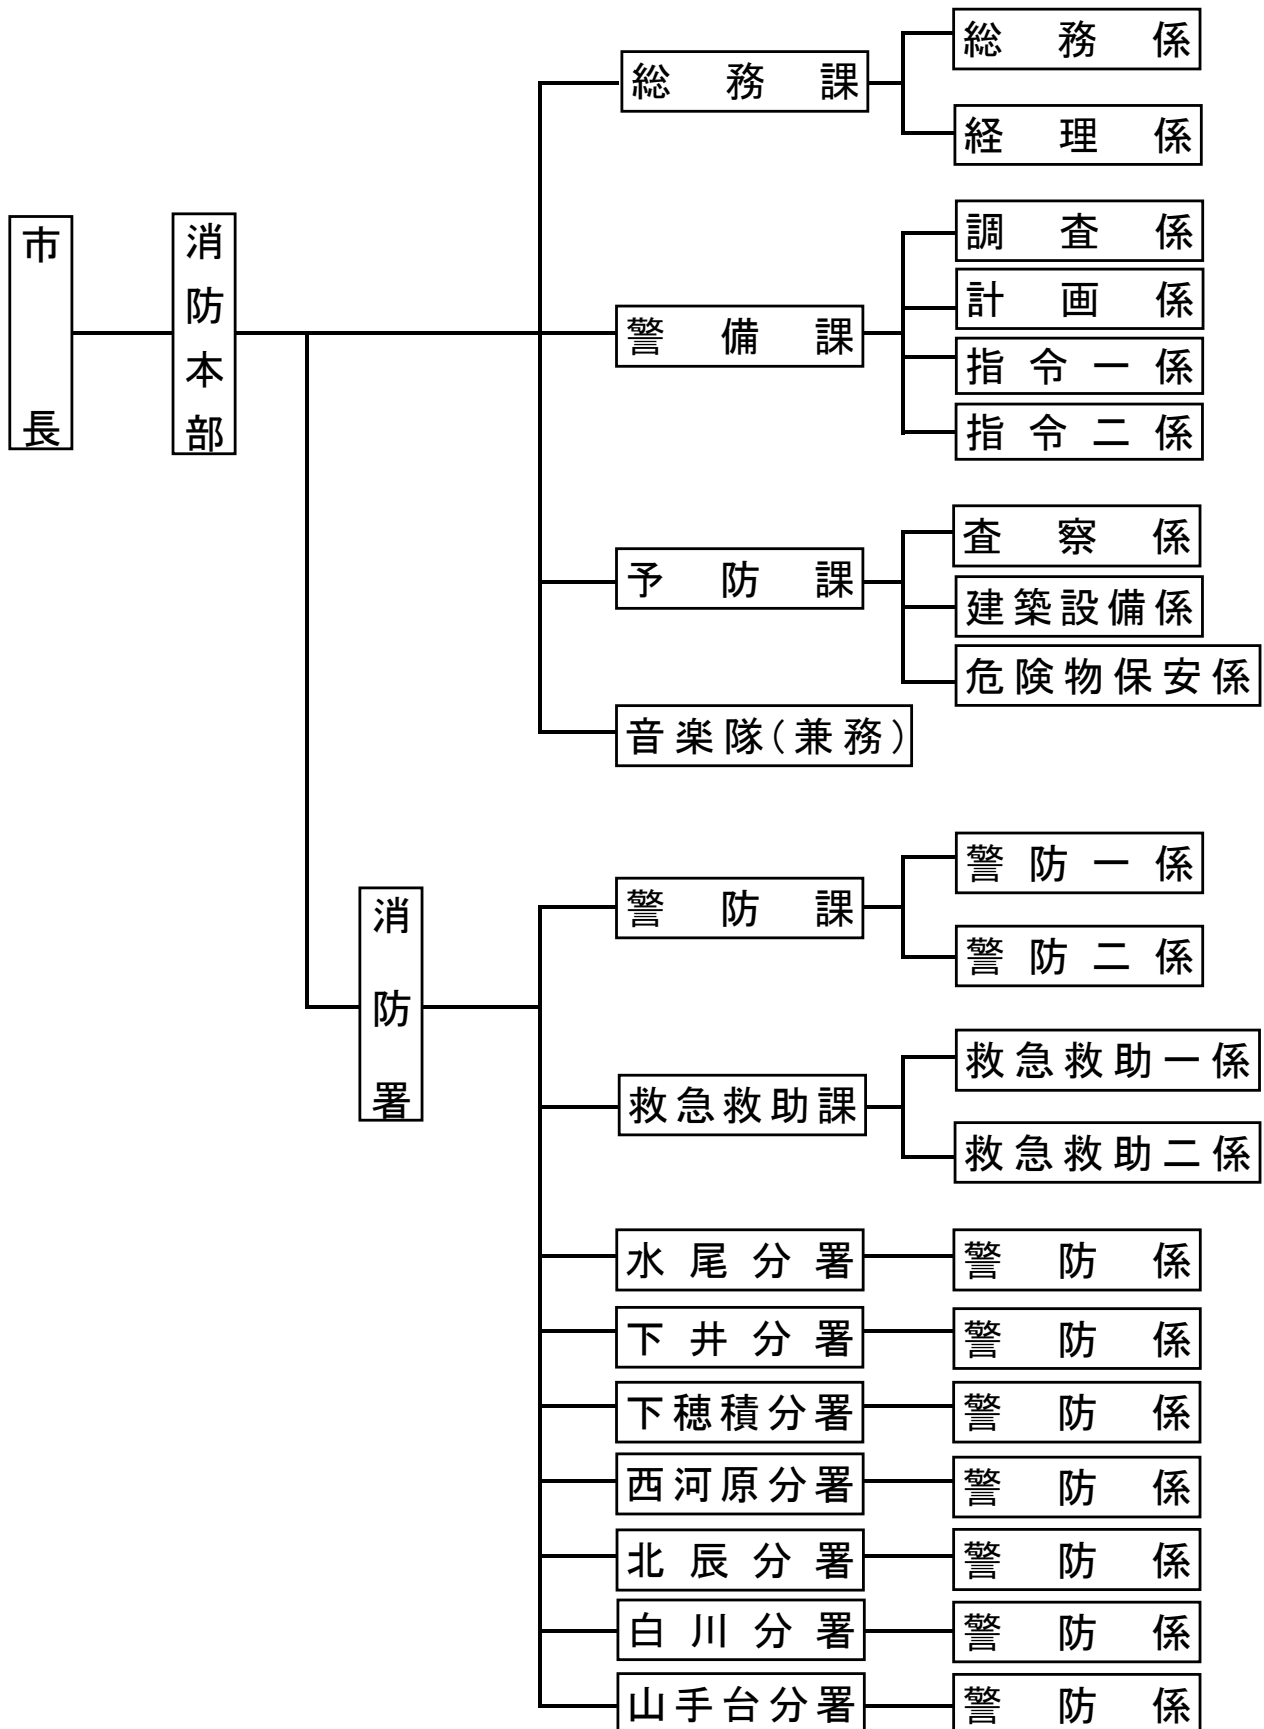 市長
消防本部
総務課
総務係
経理係
警備課
調査係
計画係
指令一係
指令二係
予防課
査察係
建築設備係
危険物保安係
音楽隊（兼務）
消防署
警防課
警防一係
警防二係
救急救助課
救急救助一係
救急救助二係
水尾分署
警防係
下井分署
警防係
下穂積分署
警防係
西河原分署
警防係
北辰分署
警防係
白川分署
警防係
山手台分署
警防係